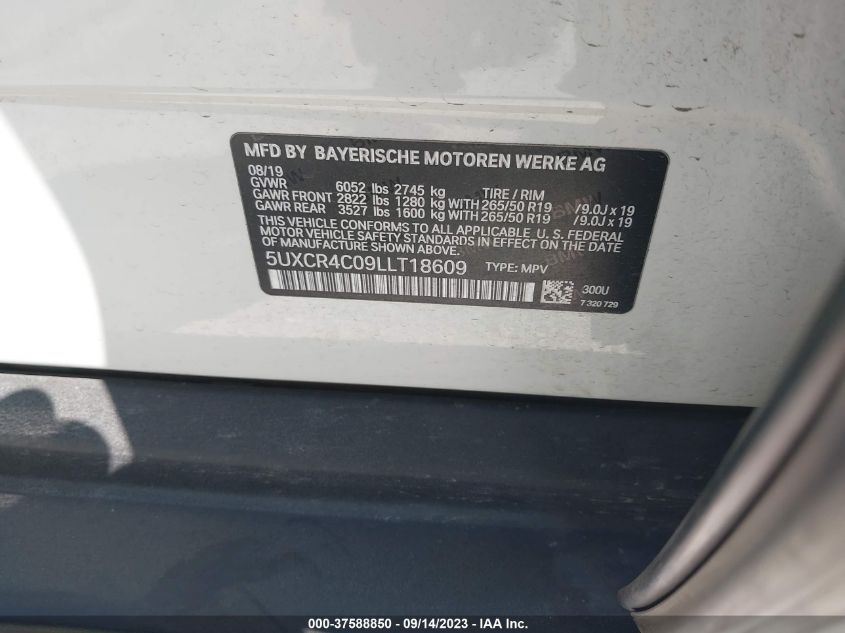 MFD BY BAYERISCHE MOTOREN WERKE AG
08/19
GVWR 6052 lbs 2745 kg TIRE / RIM
GAWR FRONT 2822 lbs 1280 kg WITH 265/50 R19 / 9.0J x 19
GAWR REAR 3527 lbs 1600 kg WITH 265/50 R19 / 9.0J x 19
THIS VEHICLE CONFORMS TO ALL APPLICABLE U.S. FEDERAL
MOTOR VEHICLE SAFETY STANDARDS IN EFFECT ON THE
DATE OF MANUFACTURE SHOWN ABOVE.
5UXCR4C09LLT18609 TYPE: MPV
300U
7 320 729
000-37588850 - 09/14/2023 - IAA Inc.